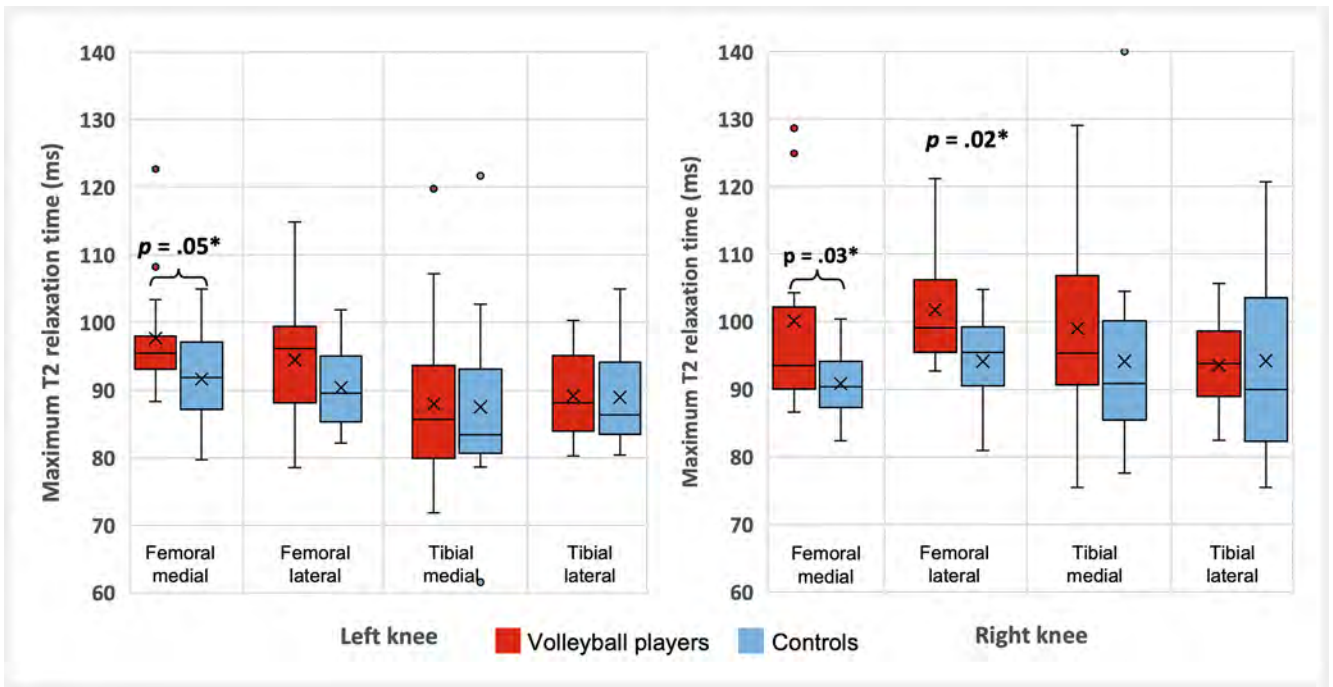 Maximum T2 relaxation time (ms)
140
130
120
110
100
90
80
70
60
p = .05*
Femoral
medial
Femoral
lateral
Tibial
medial
Tibial
lateral
Left knee
Maximum T2 relaxation time (ms)
140
130
120
110
100
90
80
70
60
p = .03*
p = .02*
Femoral
medial
Femoral
lateral
Tibial
medial
Tibial
lateral
Right knee
Volleyball players
Controls